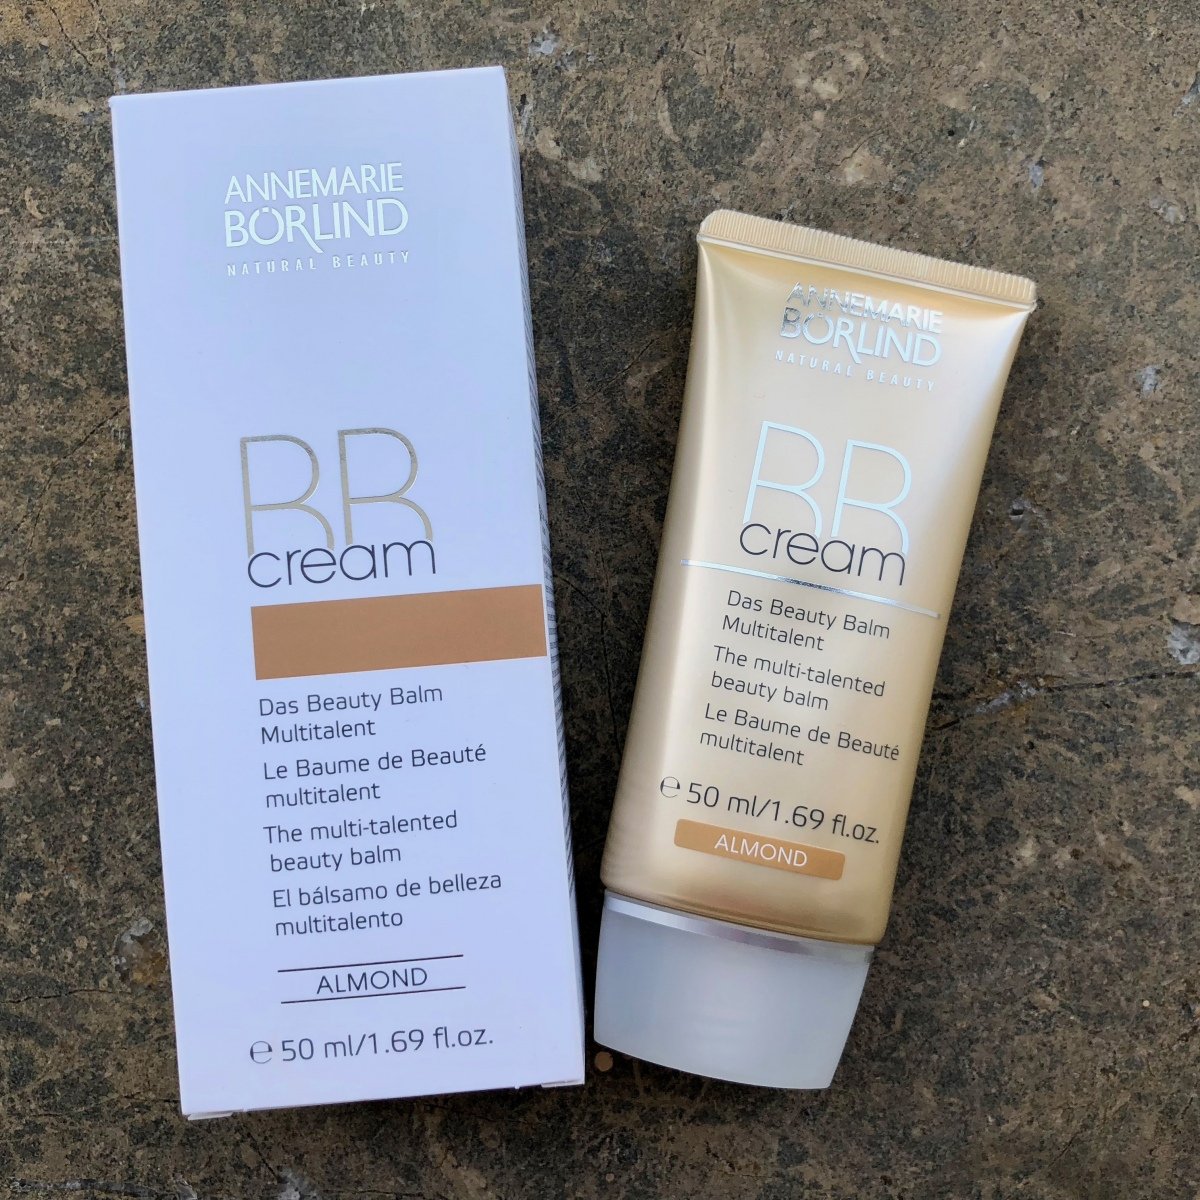 ANNEMARIE
BÖRLIND
NATURAL BEAUTY
BB
cream
Das Beauty Balm
Multitalent
Le Baume de Beauté
multitalent
The multi-talented
beauty balm
El bálsamo de belleza
multitalento
ALMOND
℮ 50 ml/1.69 fl.oz.
ANNEMARIE
BÖRLIND
NATURAL BEAUTY
BB
cream
Das Beauty Balm
Multitalent
The multi-talented
beauty balm
Le Baume de Beauté
multitalent
℮ 50 ml/1.69 fl.oz.
ALMOND